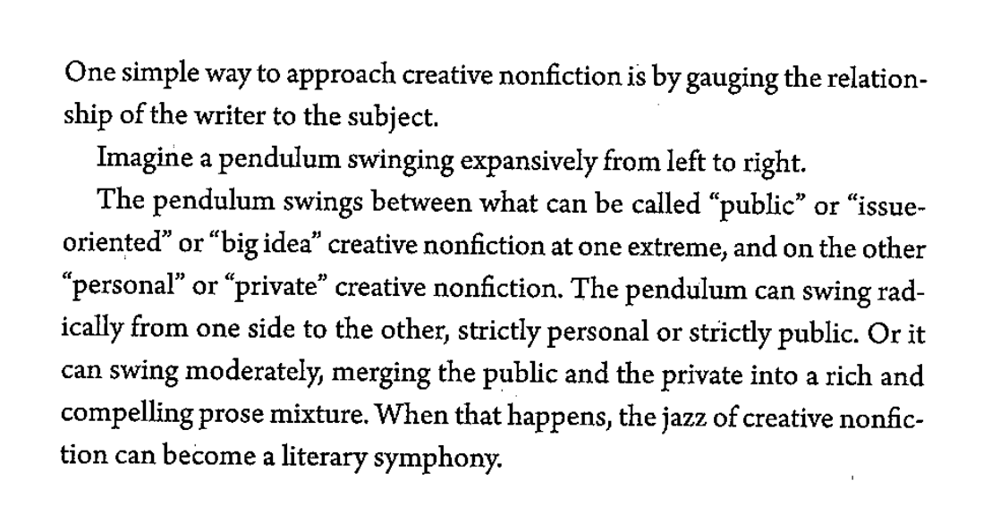 One simple way to approach creative nonfiction is by gauging the relation-
ship of the writer to the subject.
Imagine a pendulum swinging expansively from left to right.
The pendulum swings between what can be called “public” or “issue-
oriented” or “big idea” creative nonfiction at one extreme, and on the other
“personal” or “private” creative nonfiction. The pendulum can swing rad-
ically from one side to the other, strictly personal or strictly public. Or it
can swing moderately, merging the public and the private into a rich and
compelling prose mixture. When that happens, the jazz of creative nonfic-
tion can become a literary symphony.